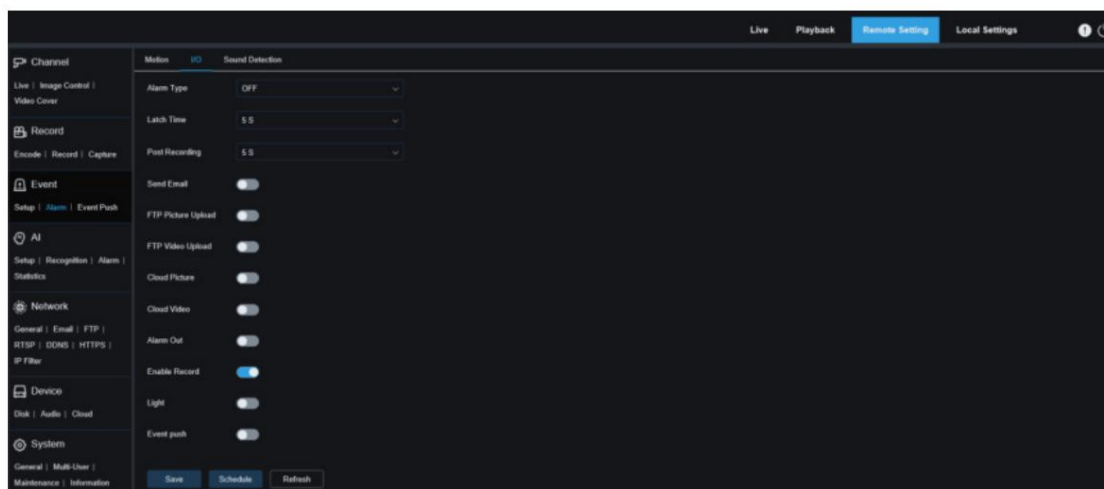 Live Playback Remote Setting Local Settings
Channel
Live | Image Control |
Video Cover
Record
Encode | Record | Capture
Event
Setup | Alarm | Event Push
AI
Setup | Recognition | Alarm |
Statistics
Network
General | Email | FTP |
RTSP | DDNS | HTTPS |
IP Filter
Device
Disk | Audio | Cloud
System
General | Multi-User |
Maintenance | Information
Motion I/O Sound Detection
Alarm Type OFF
Latch Time 5 S
Post Recording 5 S
Send Email
FTP Picture Upload
FTP Video Upload
Cloud Picture
Cloud Video
Alarm Out
Enable Record
Light
Event push
Save Schedule Refresh